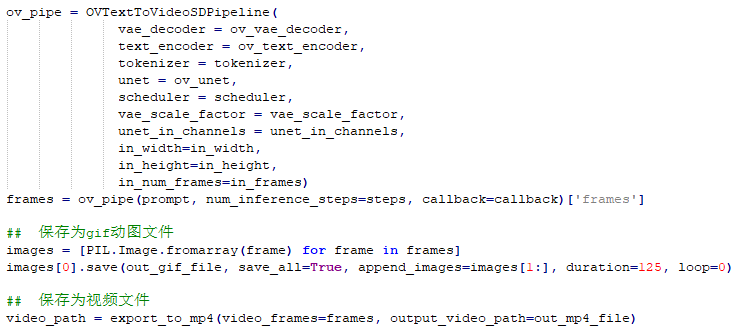 ov_pipe = OVTextToVideoSDPipeline(
vae_decoder = ov_vae_decoder,
text_encoder = ov_text_encoder,
tokenizer = tokenizer,
unet = ov_unet,
scheduler = scheduler,
vae_scale_factor = vae_scale_factor,
unet_in_channels = unet_in_channels,
in_width=in_width,
in_height=in_height,
in_num_frames=in_frames)
frames = ov_pipe(prompt, num_inference_steps=steps, callback=callback)['frames']
##  保存为gif动图文件
images = [PIL.Image.fromarray(frame) for frame in frames]
images[0].save(out_gif_file, save_all=True, append_images=images[1:], duration=125, loop=0)
##  保存为视频文件
video_path = export_to_mp4(video_frames=frames, output_video_path=out_mp4_file)